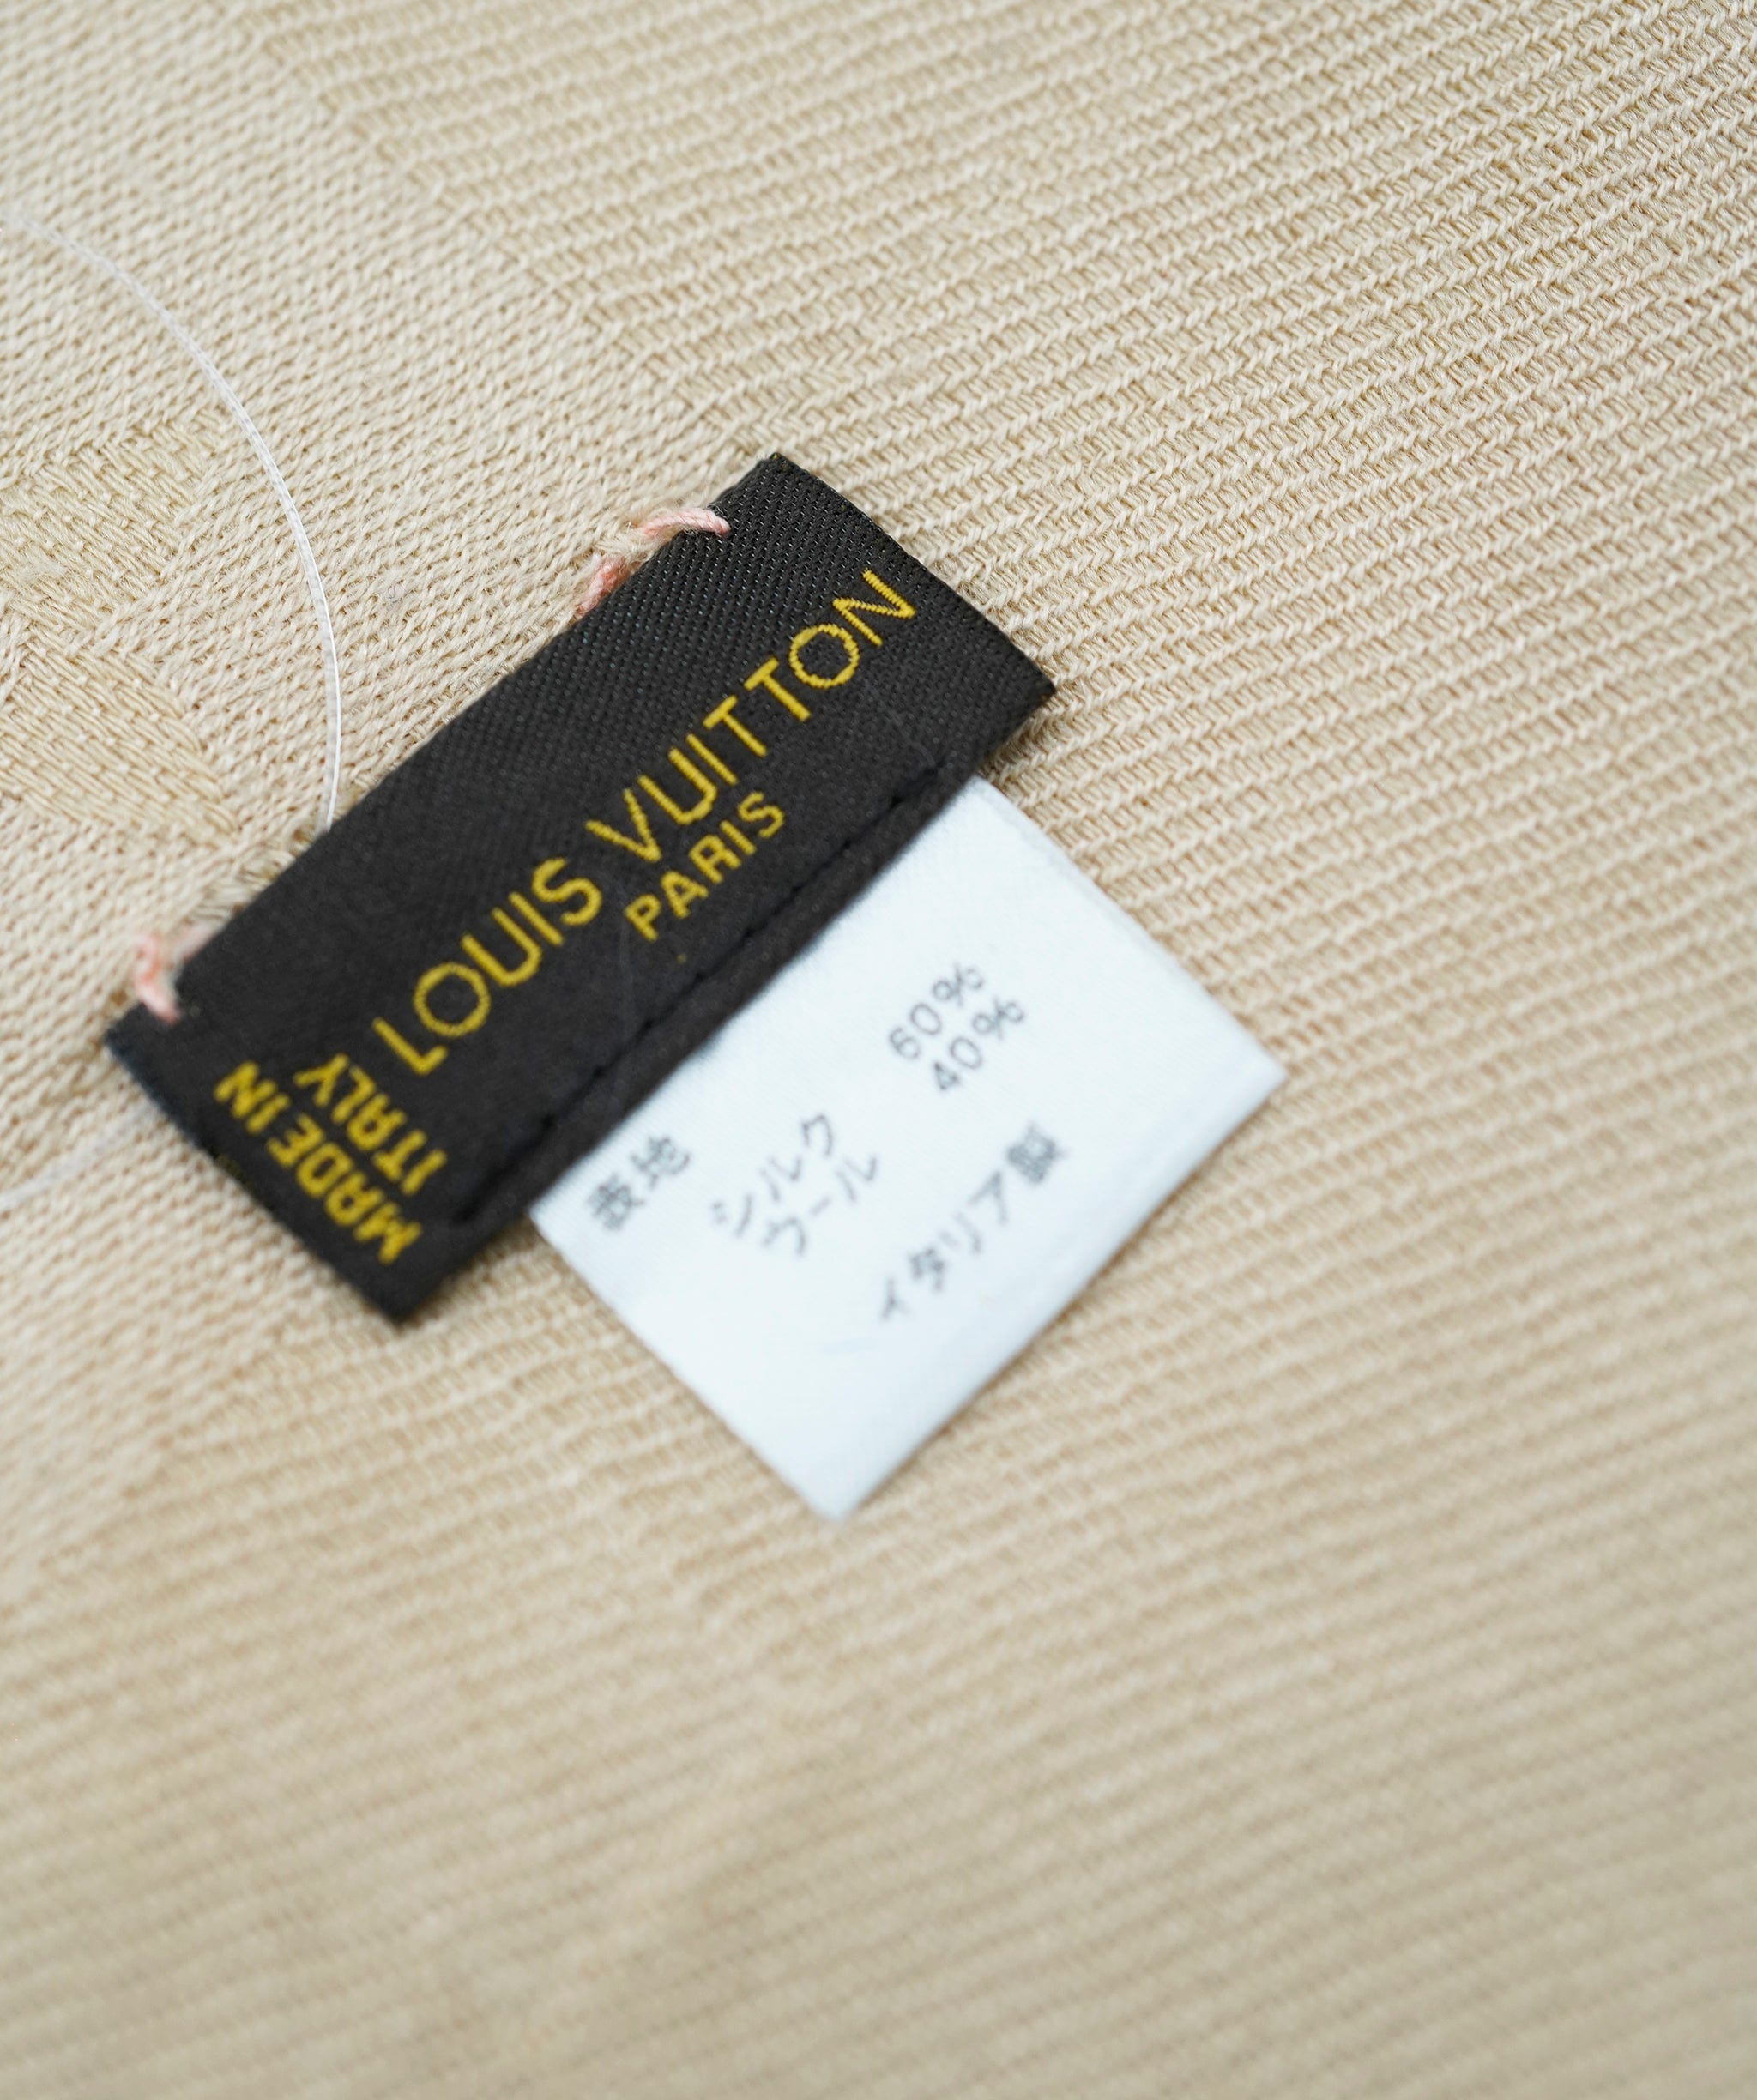 LOUIS VUITTON
PARIS
MADE IN
ITALY
表地
シルク 60%
ウール 40%
イタリア製